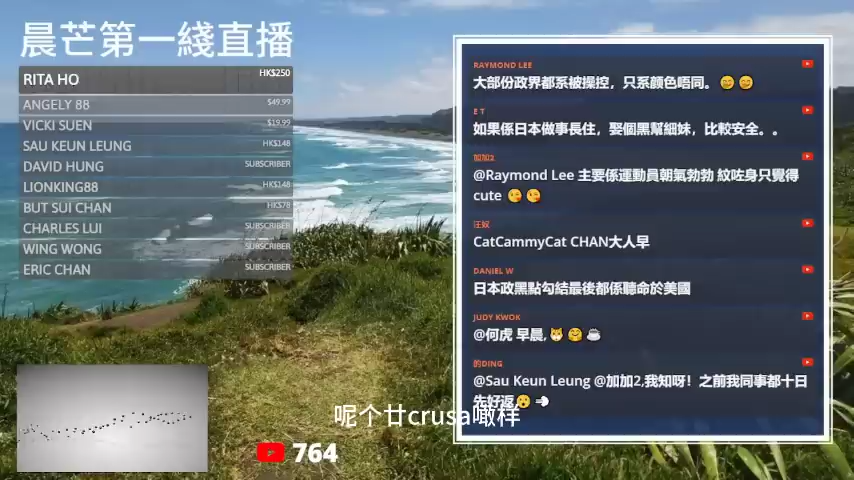 晨芒第一綫直播
RITA HO HK$250
ANGELY 88 $49.99
VICKI SUEN $19.99
SAU KEUN LEUNG HK$148
DAVID HUNG SUBSCRIBER
LIONKING88 HK$148
BUT SUI CHAN HK$78
CHARLES LUI SUBSCRIBER
WING WONG SUBSCRIBER
ERIC CHAN SUBSCRIBER
RAYMOND LEE
大部份政界都系被操控，只系颜色唔同。😄😄
E T
如果係日本做事長住，娶個黑幫細妹，比較安全。。
加加2
@Raymond Lee 主要係運動員朝氣勃勃 紋咗身只覺得
cute 😘😘
汪奴
CatCammyCat CHAN大人早
DANIEL W
日本政黑點勾結最後都係聽命於美國
JUDY KWOK
@何虎 早晨,🐱🤗☕
的DING
@Sau Keun Leung @加加2,我知呀！之前我同事都十日
先好返😮💨
呢个廿crusa噉样
764